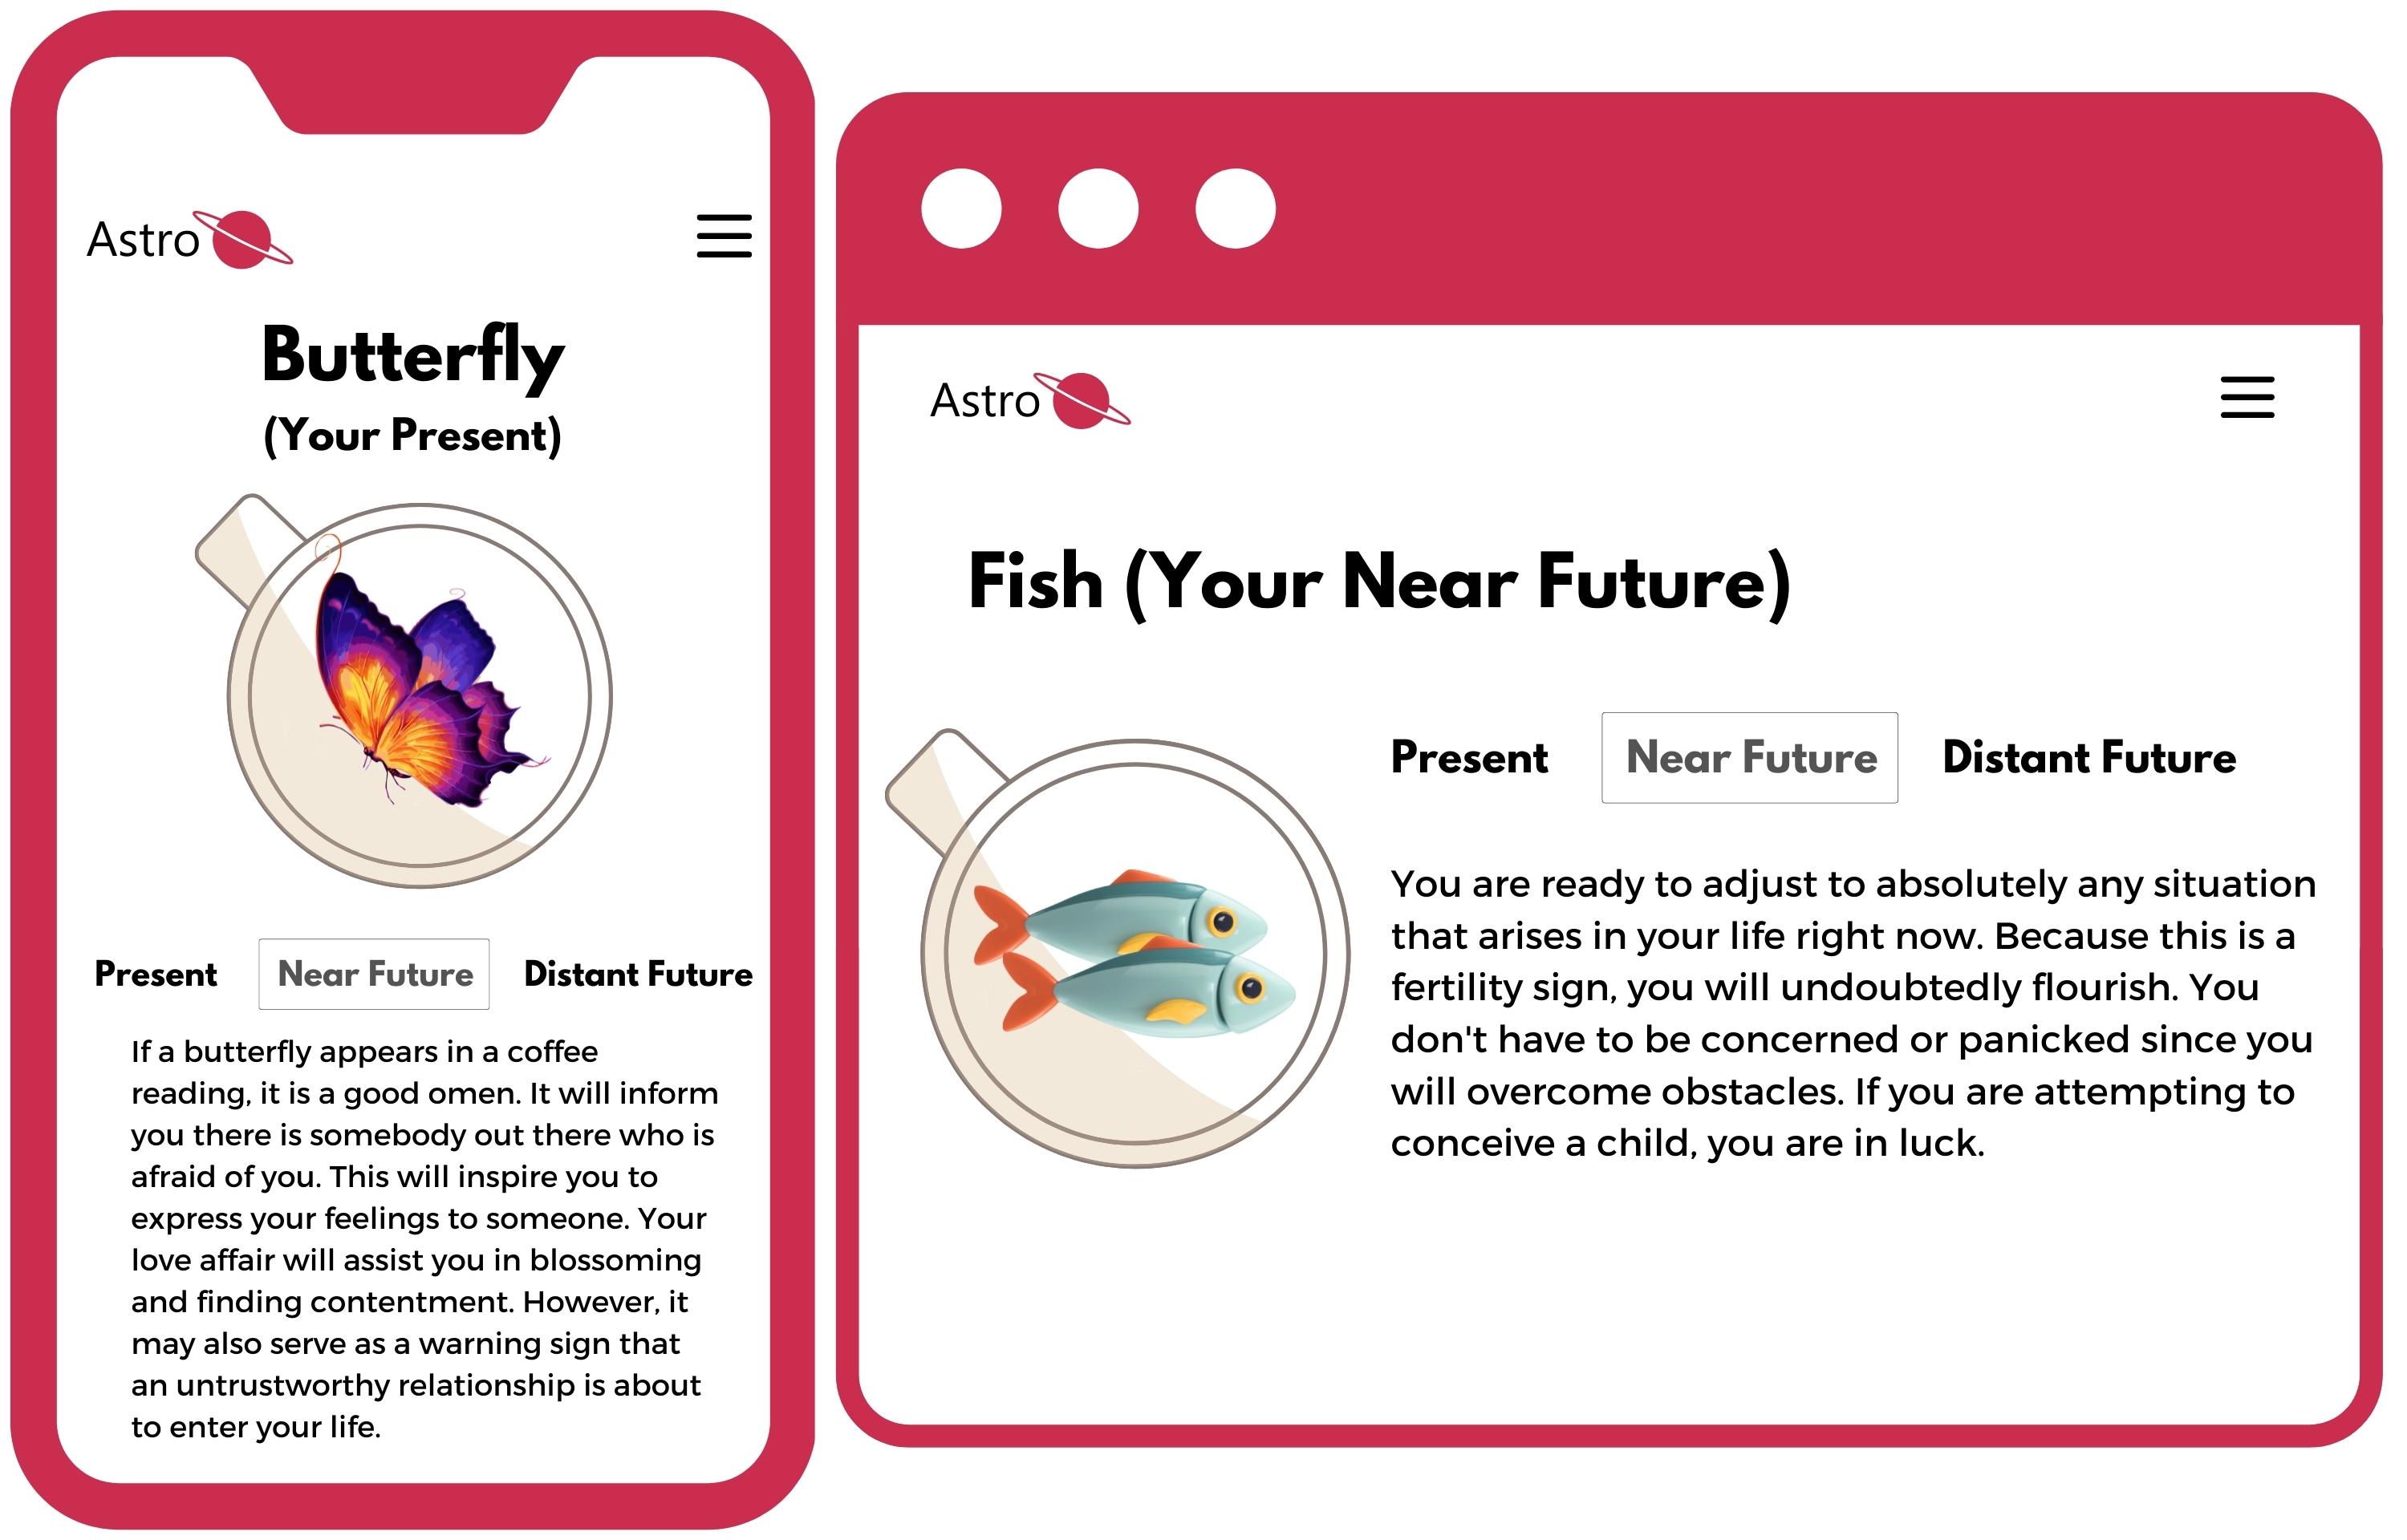 Astro
Butterfly
(Your Present)
Present Near Future Distant Future
If a butterfly appears in a coffee
reading, it is a good omen. It will inform
you there is somebody out there who is
afraid of you. This will inspire you to
express your feelings to someone. Your
love affair will assist you in blossoming
and finding contentment. However, it
may also serve as a warning sign that
an untrustworthy relationship is about
to enter your life.
Astro
Fish (Your Near Future)
Present Near Future Distant Future
You are ready to adjust to absolutely any situation
that arises in your life right now. Because this is a
fertility sign, you will undoubtedly flourish. You
don't have to be concerned or panicked since you
will overcome obstacles. If you are attempting to
conceive a child, you are in luck.